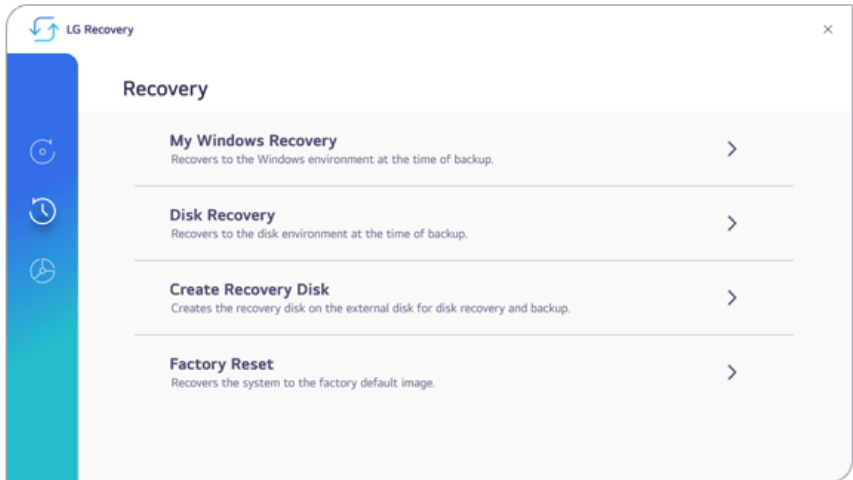 LG Recovery
Recovery
My Windows Recovery
Recovers to the Windows environment at the time of backup.
Disk Recovery
Recovers to the disk environment at the time of backup.
Create Recovery Disk
Creates the recovery disk on the external disk for disk recovery and backup.
Factory Reset
Recovers the system to the factory default image.